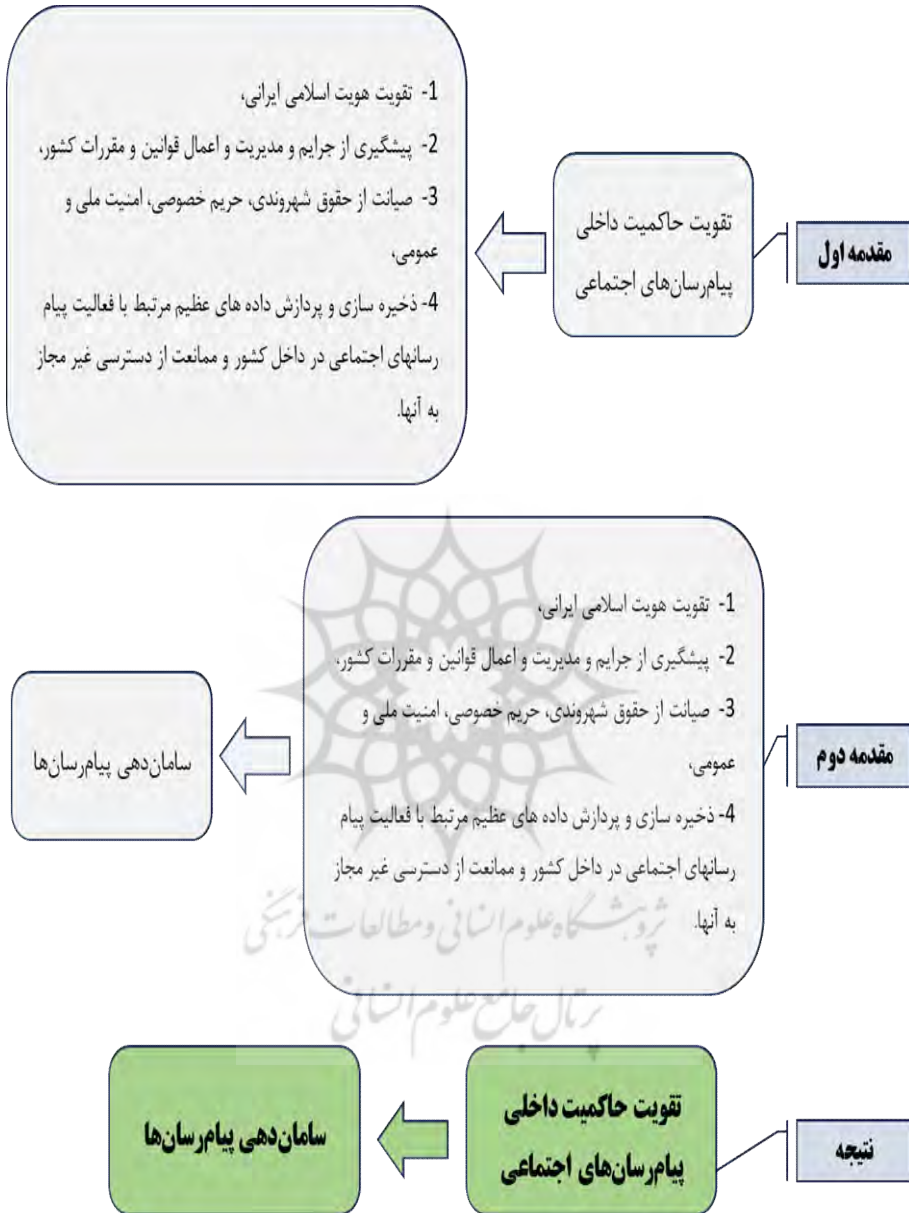 مقدمه اول
تقویت حاکمیت داخلی
پیام‌رسان‌های اجتماعی
1- تقویت هویت اسلامی ایرانی،
2- پیشگیری از جرایم و مدیریت و اعمال قوانین و مقررات کشور،
3- صیانت از حقوق شهروندی، حریم خصوصی، امنیت ملی و
عمومی،
4- ذخیره سازی و پردازش داده های عظیم مرتبط با فعالیت پیام
رسانهای اجتماعی در داخل کشور و ممانعت از دسترسی غیر مجاز
به آنها.
مقدمه دوم
1- تقویت هویت اسلامی ایرانی،
2- پیشگیری از جرایم و مدیریت و اعمال قوانین و مقررات کشور،
3- صیانت از حقوق شهروندی، حریم خصوصی، امنیت ملی و
عمومی،
4- ذخیره سازی و پردازش داده های عظیم مرتبط با فعالیت پیام
رسانهای اجتماعی در داخل کشور و ممانعت از دسترسی غیر مجاز
به آنها.
سامان‌دهی پیام‌رسان‌ها
پژوهشگاه علوم انسانی و مطالعات فرهنگی
پرتال جامع علوم انسانی
نتیجه
تقویت حاکمیت داخلی
پیام‌رسان‌های اجتماعی
سامان‌دهی پیام‌رسان‌ها